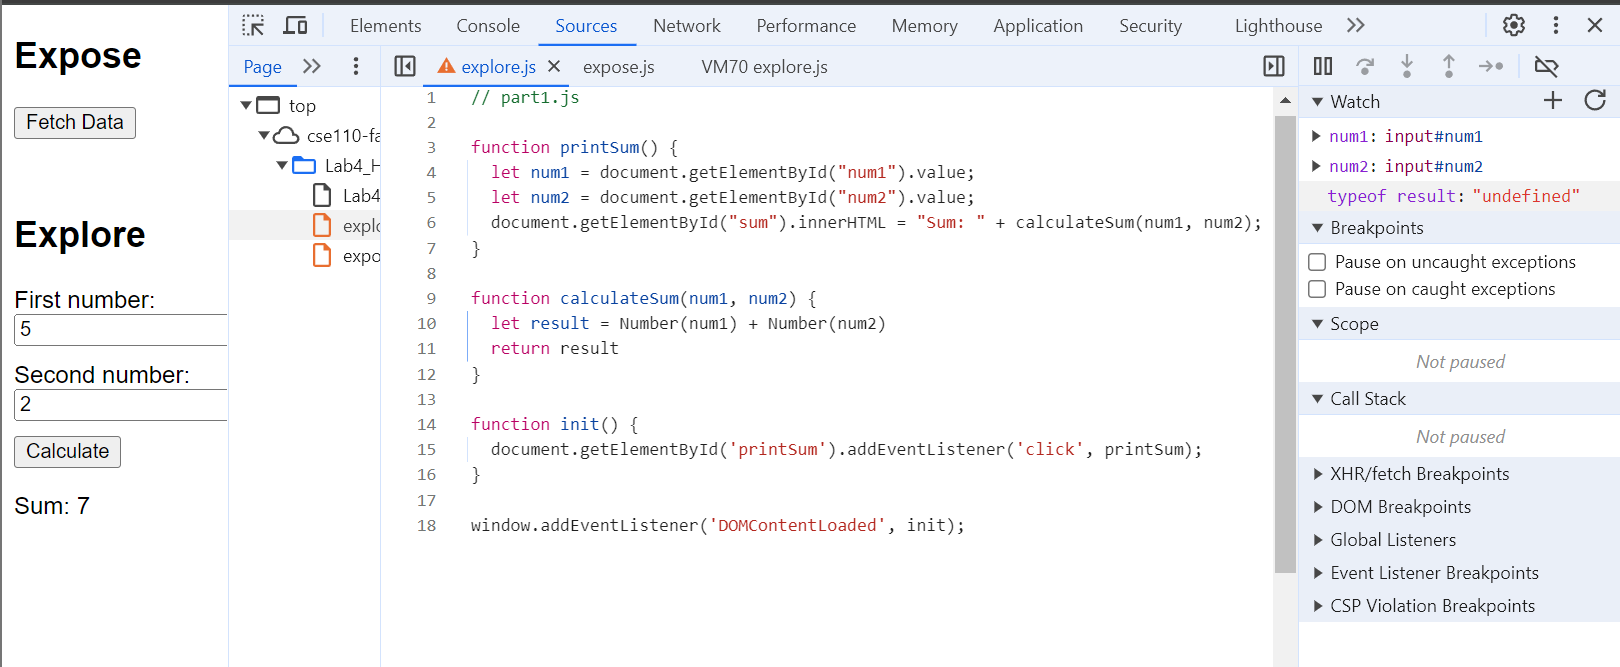 Expose
Fetch Data
Explore
First number:
5
Second number:
2
Calculate
Sum: 7
Elements Console Sources Network Performance Memory Application Security Lighthouse
Page
top
cse110-fa
Lab4_H
Lab4
explo
expo
explore.js expose.js VM70 explore.js
1 // part1.js
2
3 function printSum() {
4 let num1 = document.getElementById("num1").value;
5 let num2 = document.getElementById("num2").value;
6 document.getElementById("sum").innerHTML = "Sum: " + calculateSum(num1, num2);
7 }
8
9 function calculateSum(num1, num2) {
10 let result = Number(num1) + Number(num2)
11 return result
12 }
13
14 function init() {
15 document.getElementById('printSum').addEventListener('click', printSum);
16 }
17
18 window.addEventListener('DOMContentLoaded', init);
Watch
num1: input#num1
num2: input#num2
typeof result: "undefined"
Breakpoints
Pause on uncaught exceptions
Pause on caught exceptions
Scope
Not paused
Call Stack
Not paused
XHR/fetch Breakpoints
DOM Breakpoints
Global Listeners
Event Listener Breakpoints
CSP Violation Breakpoints